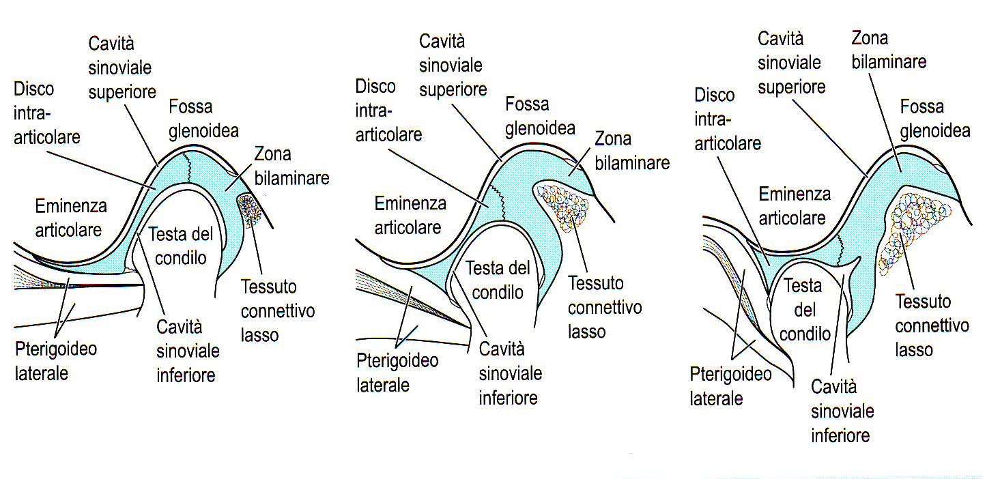 Cavità
sinoviale
superiore
Disco
intra-
articolare
Fossa
glenoidea
Zona
bilaminare
Eminenza
articolare
Testa del
condilo
Tessuto
connettivo
lasso
Pterigoideo
laterale
Cavità
sinoviale
inferiore
Cavità
sinoviale
superiore
Disco
intra-
articolare
Fossa
glenoidea
Zona
bilaminare
Eminenza
articolare
Testa del
condilo
Tessuto
connettivo
lasso
Pterigoideo
laterale
Cavità
sinoviale
inferiore
Cavità
sinoviale
superiore
Zona
bilaminare
Disco
intra-
articolare
Fossa
glenoidea
Eminenza
articolare
Testa
del
condilo
Tessuto
connettivo
lasso
Pterigoideo
laterale
Cavità
sinoviale
inferiore